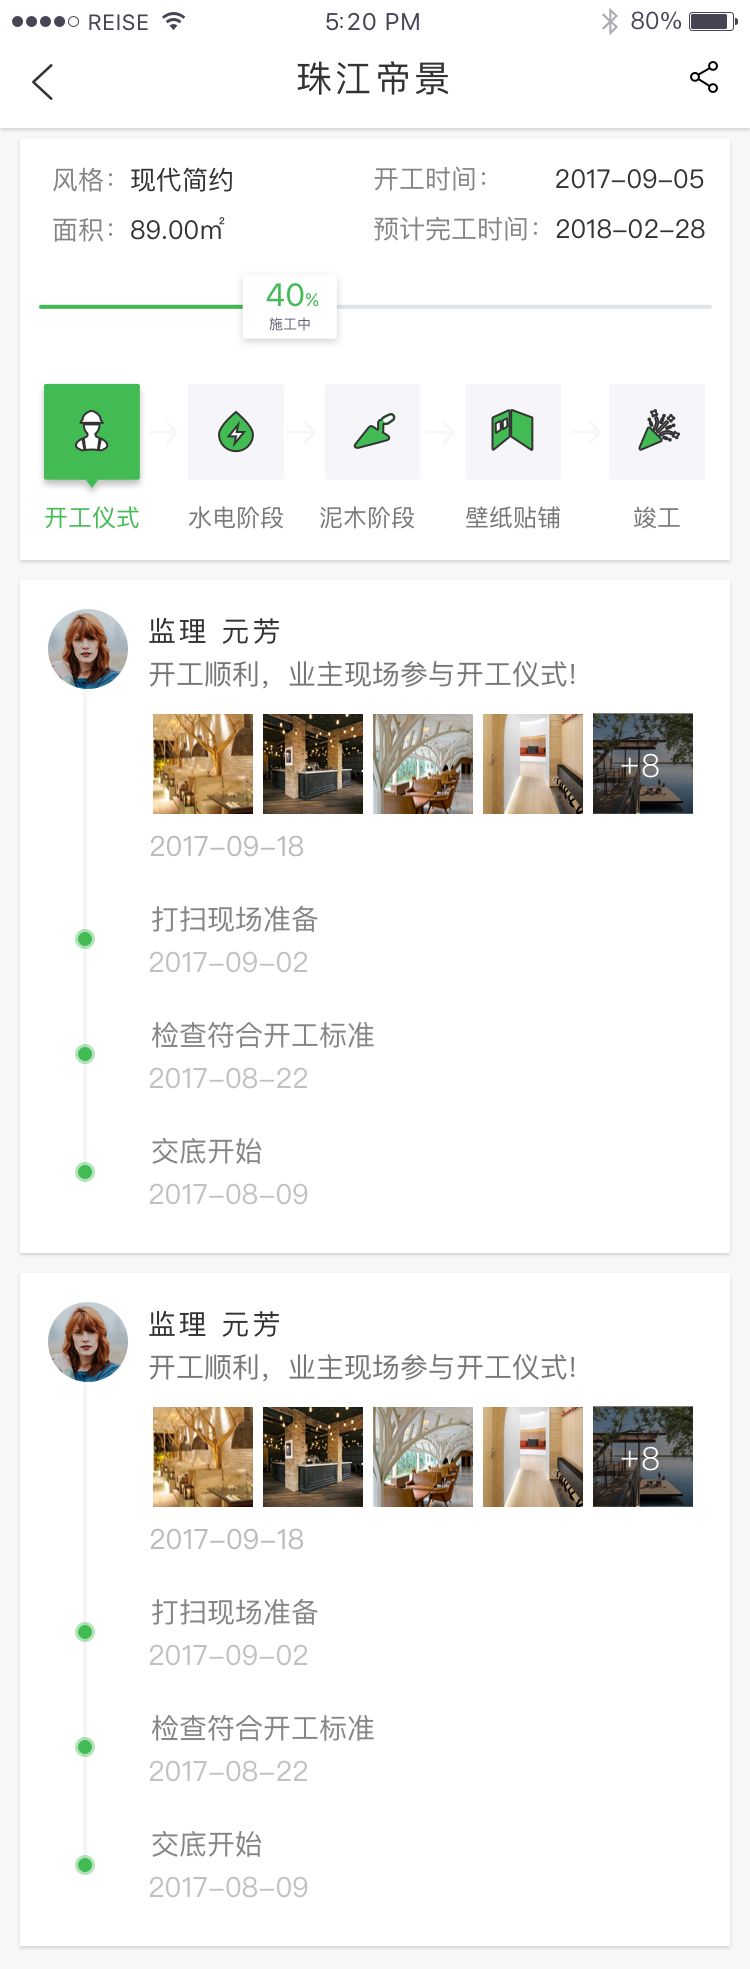 REISE 5:20 PM 80%
珠江帝景
风格：现代简约 开工时间： 2017-09-05
面积：89.00㎡ 预计完工时间：2018-02-28
40%
施工中
开工仪式 水电阶段 泥木阶段 壁纸贴铺 竣工
监理 元芳
开工顺利，业主现场参与开工仪式!
+8
2017-09-18
打扫现场准备
2017-09-02
检查符合开工标准
2017-08-22
交底开始
2017-08-09
监理 元芳
开工顺利，业主现场参与开工仪式!
+8
2017-09-18
打扫现场准备
2017-09-02
检查符合开工标准
2017-08-22
交底开始
2017-08-09